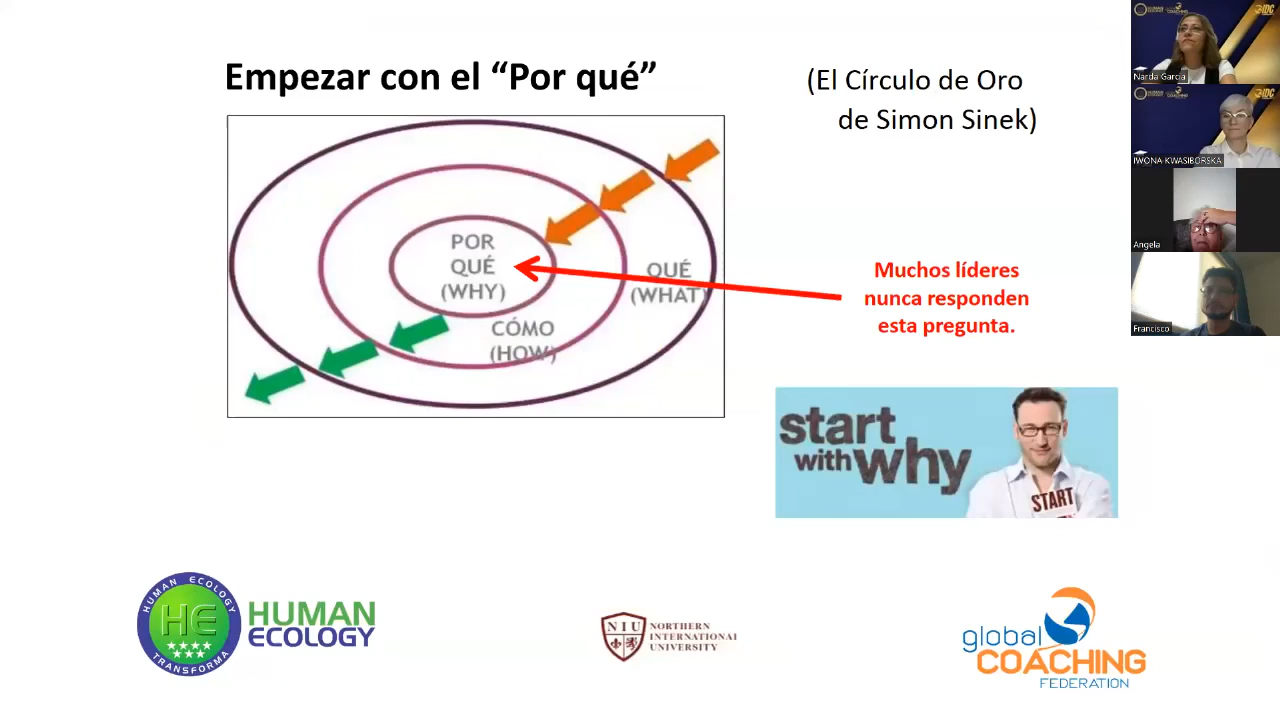 Empezar con el “Por qué”
(El Círculo de Oro
de Simon Sinek)
POR
QUÉ
(WHY)
QUÉ
(WHAT)
CÓMO
(HOW)
Muchos líderes
nunca responden
esta pregunta.
start
with why
START
HUMAN ECOLOGY
HE
TRANSFORMA
HUMAN
ECOLOGY
NIU
NORTHERN
INTERNATIONAL
UNIVERSITY
global
COACHING
FEDERATION
Narda García
IWONA-KWASIBORSKA
Angela
Francisco